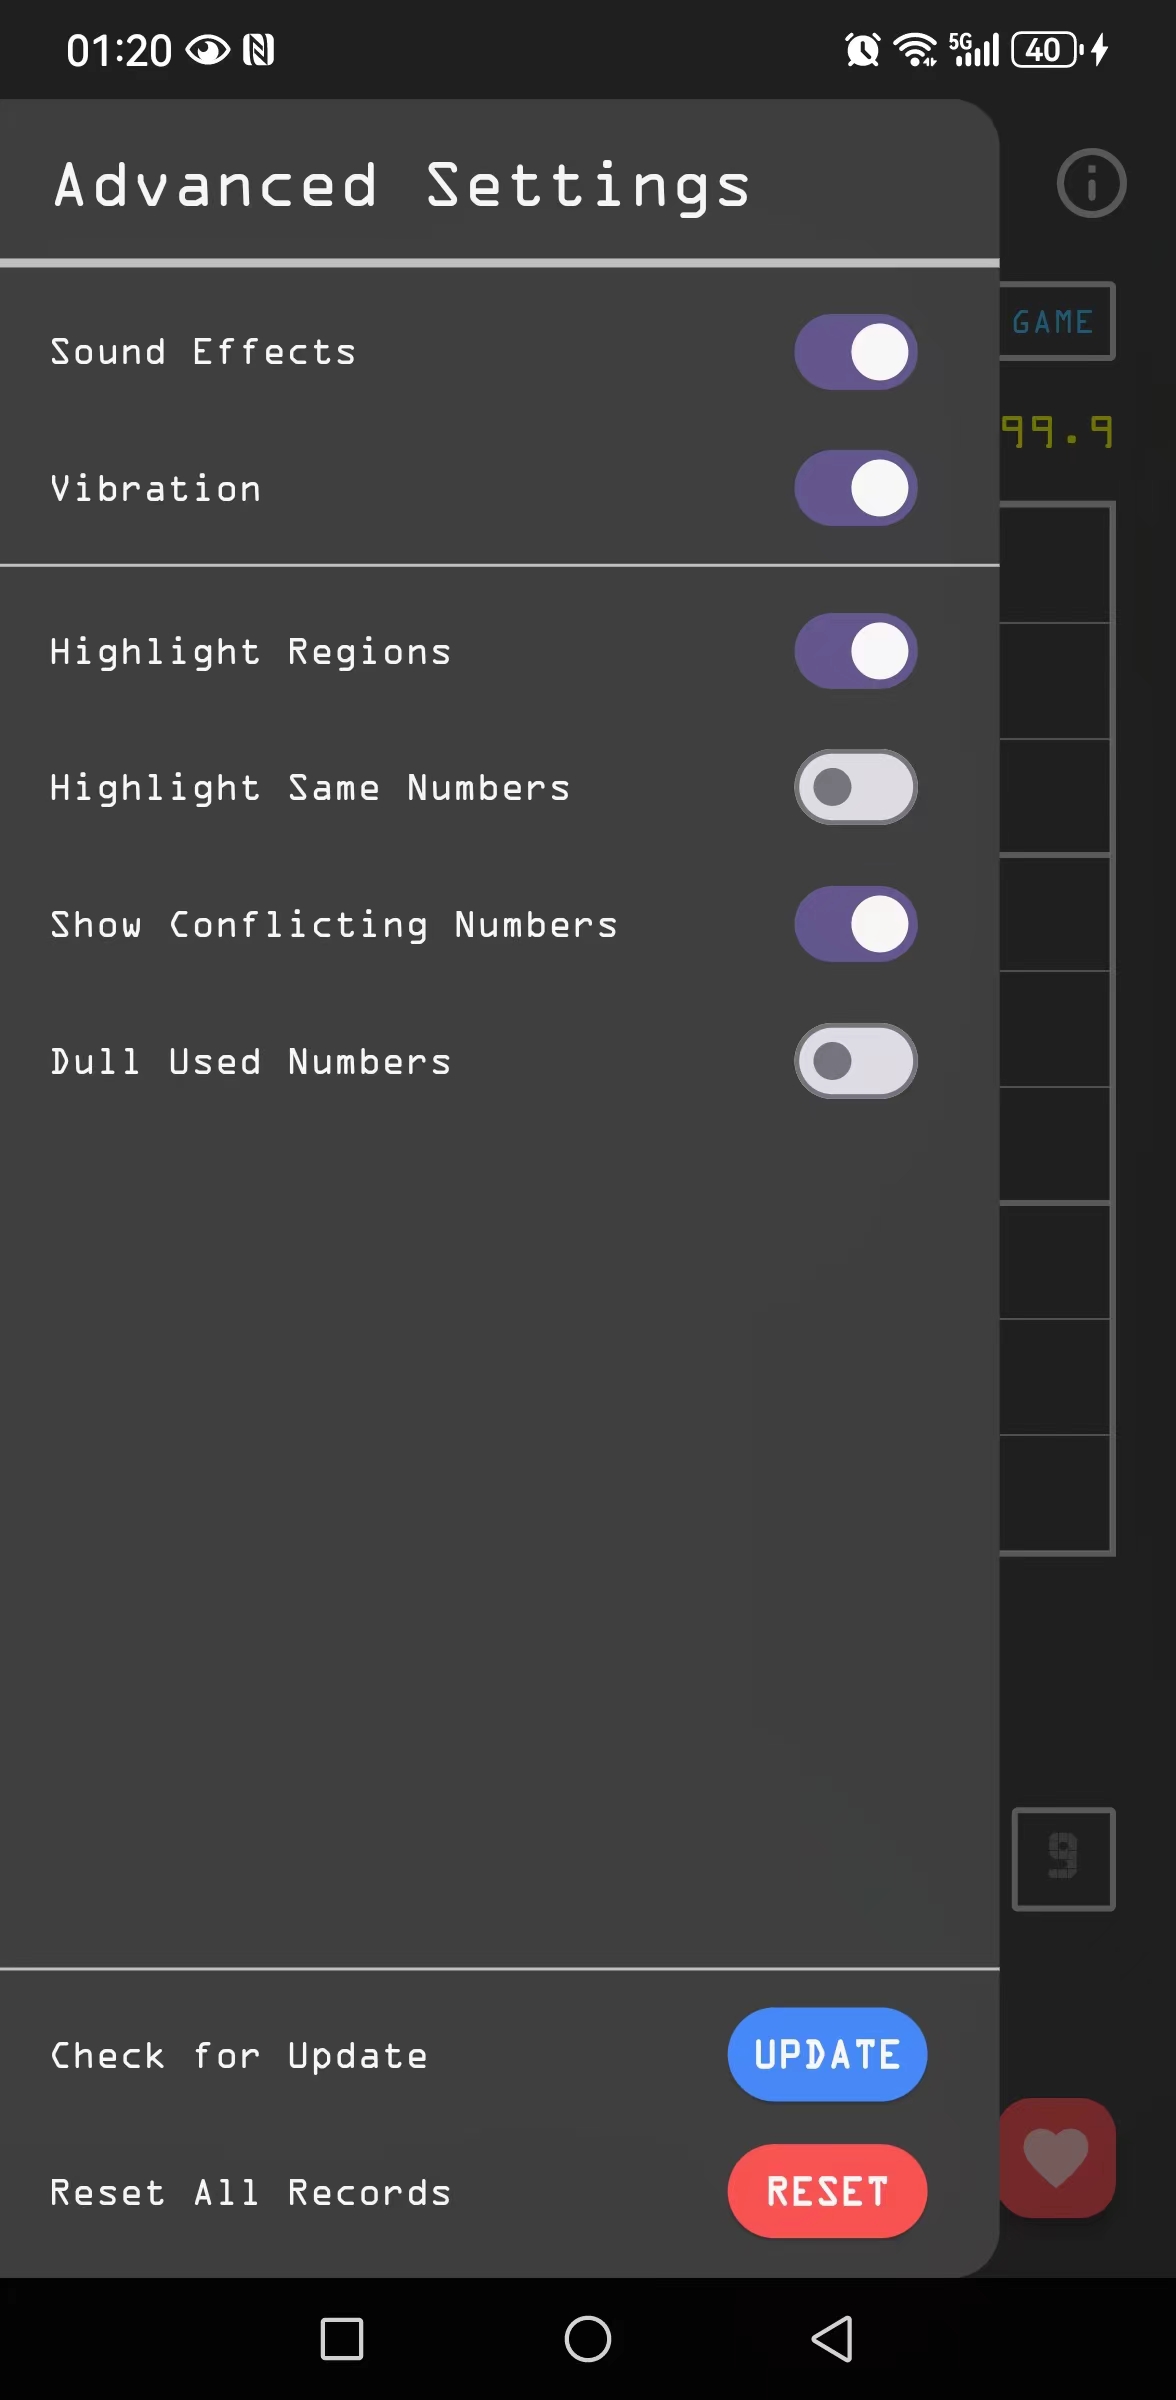 01:20 5G 40
Advanced Settings
Sound Effects
GAME
99.9
Vibration
Highlight Regions
Highlight Same Numbers
Show Conflicting Numbers
Dull Used Numbers
9
Check for Update UPDATE
Reset All Records RESET